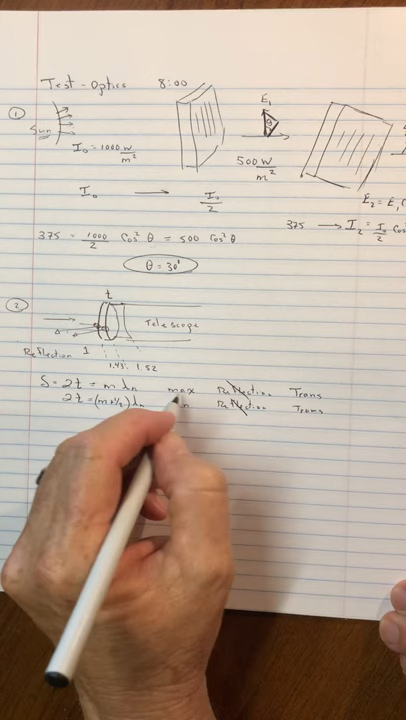 Test - Optics 8:00
① Sun I₀ = 1000 W/m² E₁ θ 500 W/m² E₂ = E₁
I₀ → I₀/2 375 → I₂ = I₀/2 Cos²
375 = 1000/2 Cos² θ = 500 Cos² θ
θ = 30°
② t
Telescope
Reflection 1 1.43 1.52
δ = 2t = m λn max Reflection Trans
2t = (m+½) λn Reflection Trans